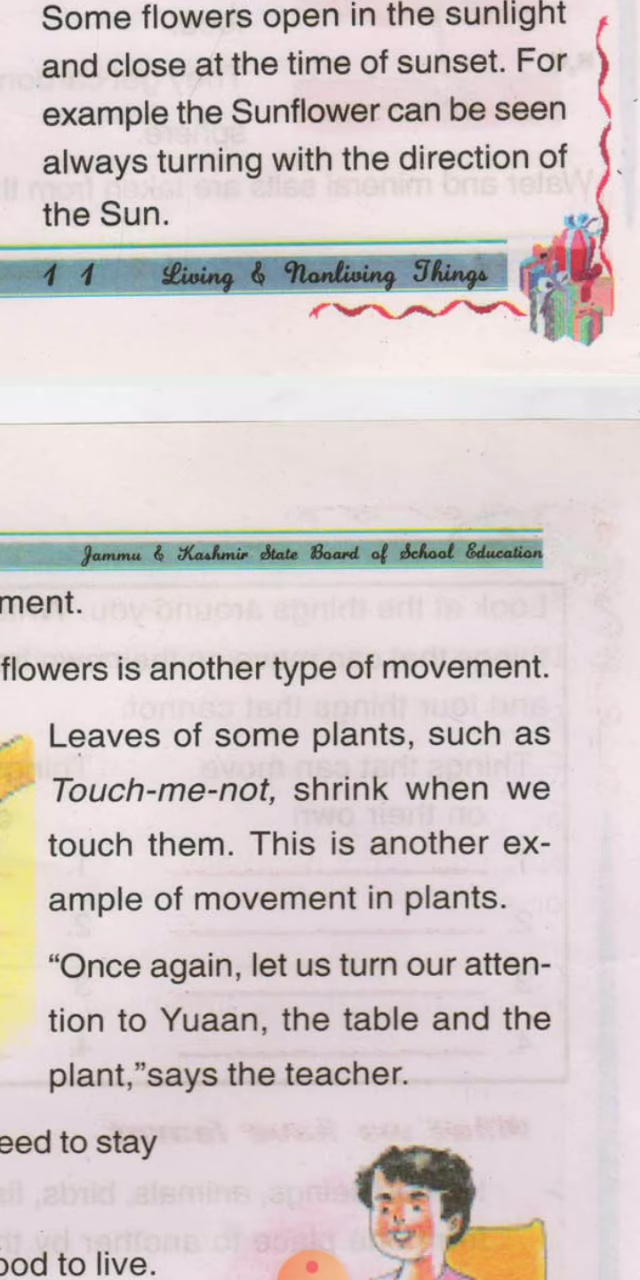 Some flowers open in the sunlight
and close at the time of sunset. For
example the Sunflower can be seen
always turning with the direction of
the Sun.
1 1 Living & Nonliving Things
Jammu & Kashmir State Board of School Education
ment.
flowers is another type of movement.
Leaves of some plants, such as
Touch-me-not, shrink when we
touch them. This is another ex-
ample of movement in plants.
“Once again, let us turn our atten-
tion to Yuaan, the table and the
plant,”says the teacher.
eed to stay
ood to live.